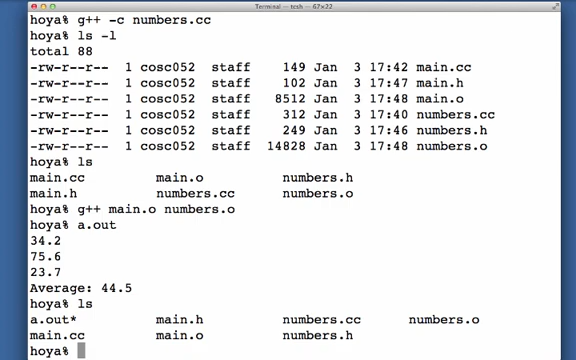 Terminal — tcsh — 67×22
hoya% g++ -c numbers.cc
hoya% ls -l
total 88
-rw-r--r-- 1 cosc052 staff 149 Jan 3 17:42 main.cc
-rw-r--r-- 1 cosc052 staff 102 Jan 3 17:47 main.h
-rw-r--r-- 1 cosc052 staff 8512 Jan 3 17:48 main.o
-rw-r--r-- 1 cosc052 staff 312 Jan 3 17:40 numbers.cc
-rw-r--r-- 1 cosc052 staff 249 Jan 3 17:46 numbers.h
-rw-r--r-- 1 cosc052 staff 14828 Jan 3 17:48 numbers.o
hoya% ls
main.cc main.o numbers.h
main.h numbers.cc numbers.o
hoya% g++ main.o numbers.o
hoya% a.out
34.2
75.6
23.7
Average: 44.5
hoya% ls
a.out* main.h numbers.cc numbers.o
main.cc main.o numbers.h
hoya%